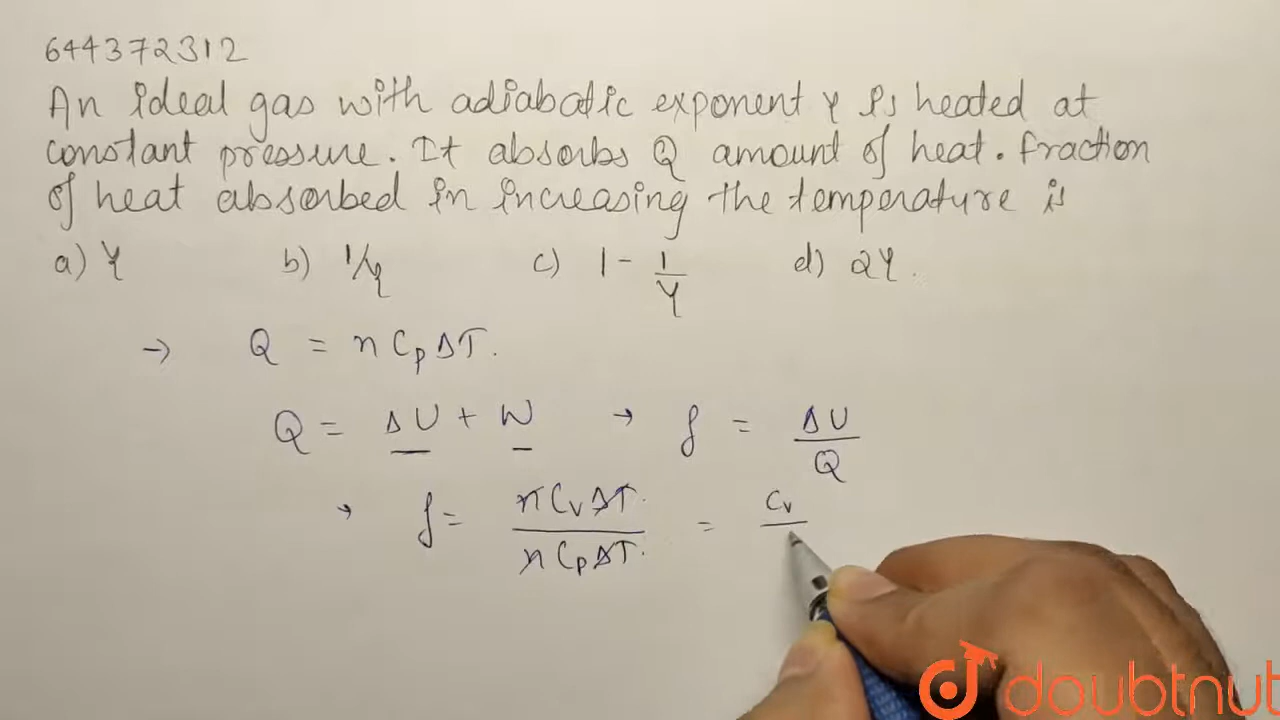 644372312
An ideal gas with adiabatic exponent γ is heated at
constant pressure. It absorbs Q amount of heat. fraction
of heat absorbed in increasing the temperature is
a) γ b) 1/γ c) 1 - 1/γ d) 2γ.
→ Q = n Cp ΔT.
Q = ΔU + W → f = ΔU/Q
→ f = n Cv ΔT. / n Cp ΔT. = Cv
doubtnut